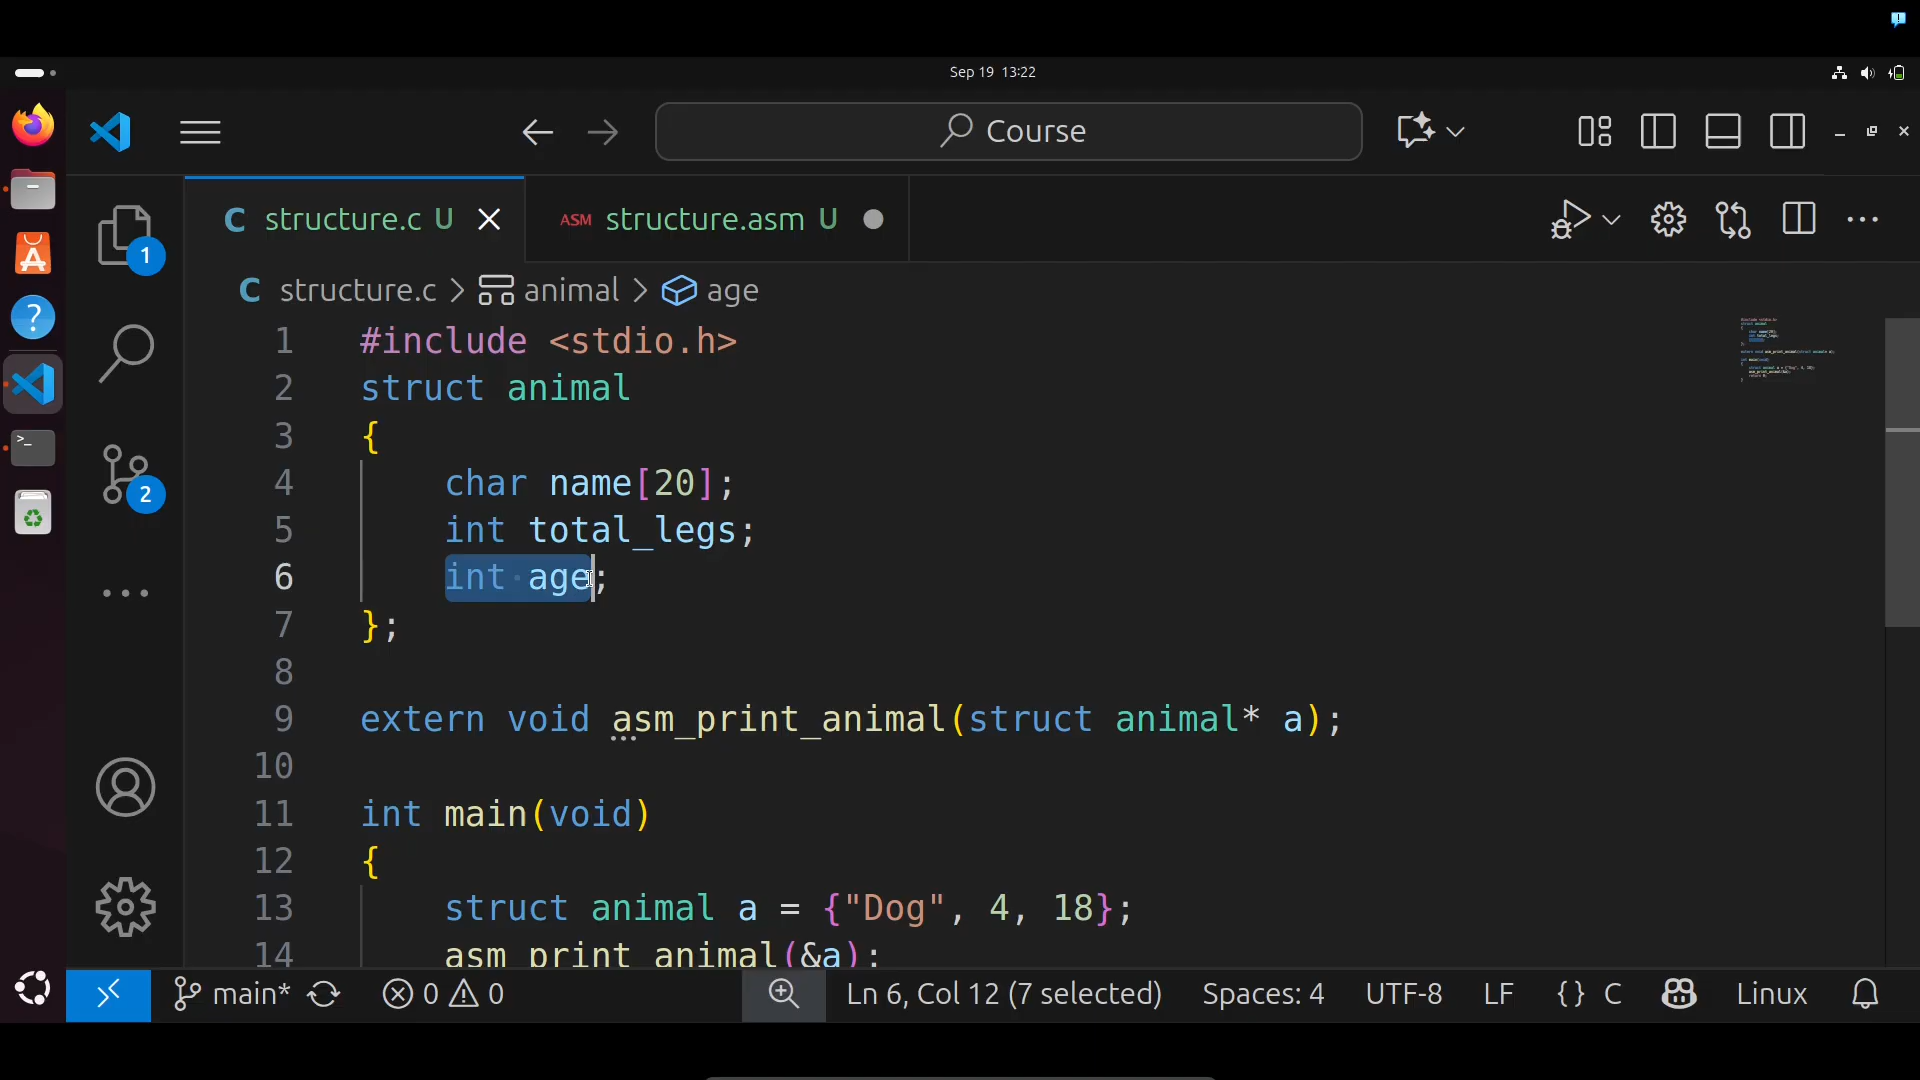 Sep 19 13:22
Course
C structure.c U
ASM structure.asm U
1
C structure.c > animal > age
1 #include <stdio.h>
2 struct animal
3 {
4 char name[20];
5 int total_legs;
6 int age;
7 };
8
9 extern void asm_print_animal(struct animal* a);
10
11 int main(void)
12 {
13 struct animal a = {"Dog", 4, 18};
14 asm_print_animal(&a);
2
main*
0
0
Ln 6, Col 12 (7 selected)
Spaces: 4
UTF-8
LF
{} C
Linux